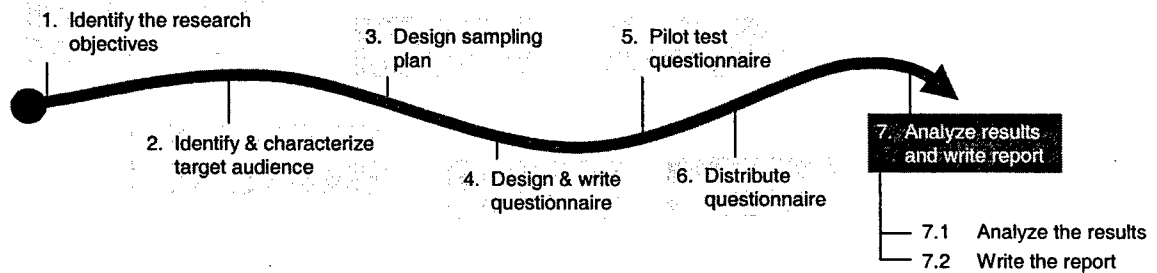 1. Identify the research
objectives
2. Identify & characterize
target audience
3. Design sampling
plan
4. Design & write
questionnaire
5. Pilot test
questionnaire
6. Distribute
questionnaire
7. Analyze results
and write report
7.1 Analyze the results
7.2 Write the report